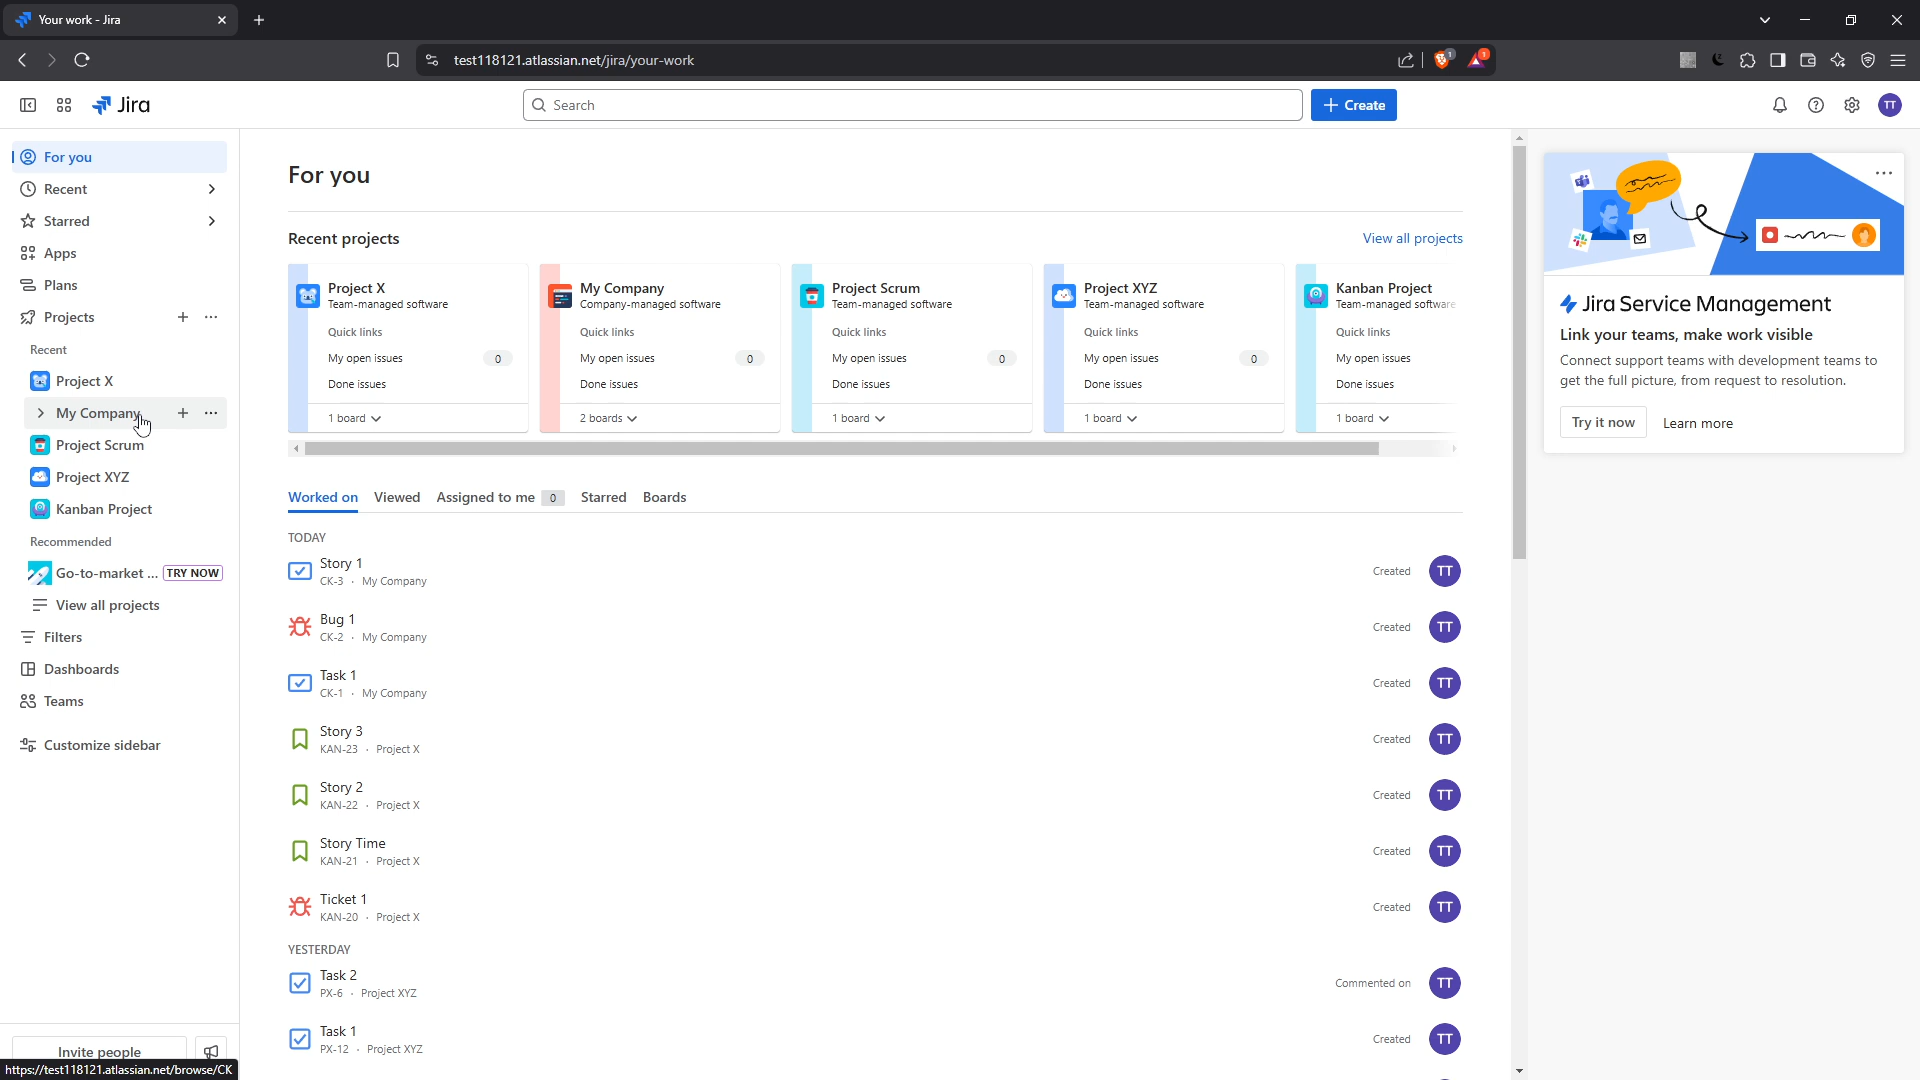 Your work - Jira
test118121.atlassian.net/jira/your-work
1
1
Jira
Search
Create
TT
For you
Recent
Starred
Apps
Plans
Projects
Recent
Project X
My Company
Project Scrum
Project XYZ
Kanban Project
Recommended
Go-to-market ... TRY NOW
View all projects
Filters
Dashboards
Teams
Customize sidebar
Invite people
https://test118121.atlassian.net/browse/CK
For you
Recent projects
View all projects
Project X
Team-managed software
Quick links
My open issues 0
Done issues
1 board
My Company
Company-managed software
Quick links
My open issues 0
Done issues
2 boards
Project Scrum
Team-managed software
Quick links
My open issues 0
Done issues
1 board
Project XYZ
Team-managed software
Quick links
My open issues 0
Done issues
1 board
Kanban Project
Team-managed software
Quick links
My open issues
Done issues
1 board
Worked on Viewed Assigned to me 0 Starred Boards
TODAY
Story 1
CK-3 · My Company
Created TT
Bug 1
CK-2 · My Company
Created TT
Task 1
CK-1 · My Company
Created TT
Story 3
KAN-23 · Project X
Created TT
Story 2
KAN-22 · Project X
Created TT
Story Time
KAN-21 · Project X
Created TT
Ticket 1
KAN-20 · Project X
Created TT
YESTERDAY
Task 2
PX-6 · Project XYZ
Commented on TT
Task 1
PX-12 · Project XYZ
Created TT
Jira Service Management
Link your teams, make work visible
Connect support teams with development teams to
get the full picture, from request to resolution.
Try it now Learn more